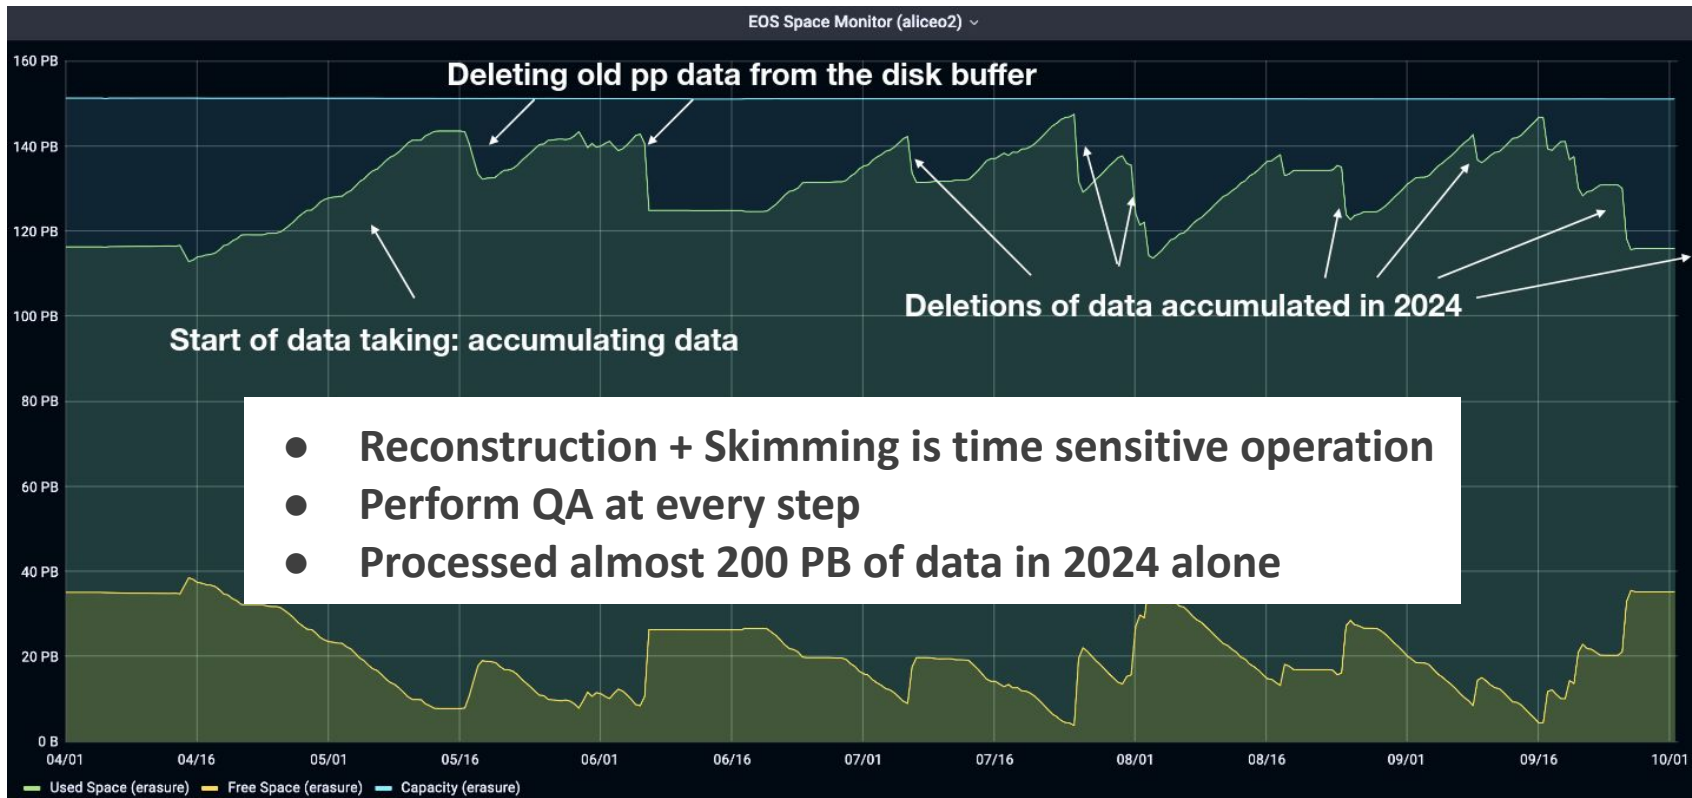 EOS Space Monitor (aliceo2)
160 PB
Deleting old pp data from the disk buffer
140 PB
120 PB
Deletions of data accumulated in 2024
100 PB
Start of data taking: accumulating data
80 PB
● Reconstruction + Skimming is time sensitive operation
60 PB
● Perform QA at every step
● Processed almost 200 PB of data in 2024 alone
40 PB
20 PB
0 B
04/01 04/16 05/01 05/16 06/01 06/16 07/01 07/16 08/01 08/16 09/01 09/16 10/01
Used Space (erasure) Free Space (erasure) Capacity (erasure)